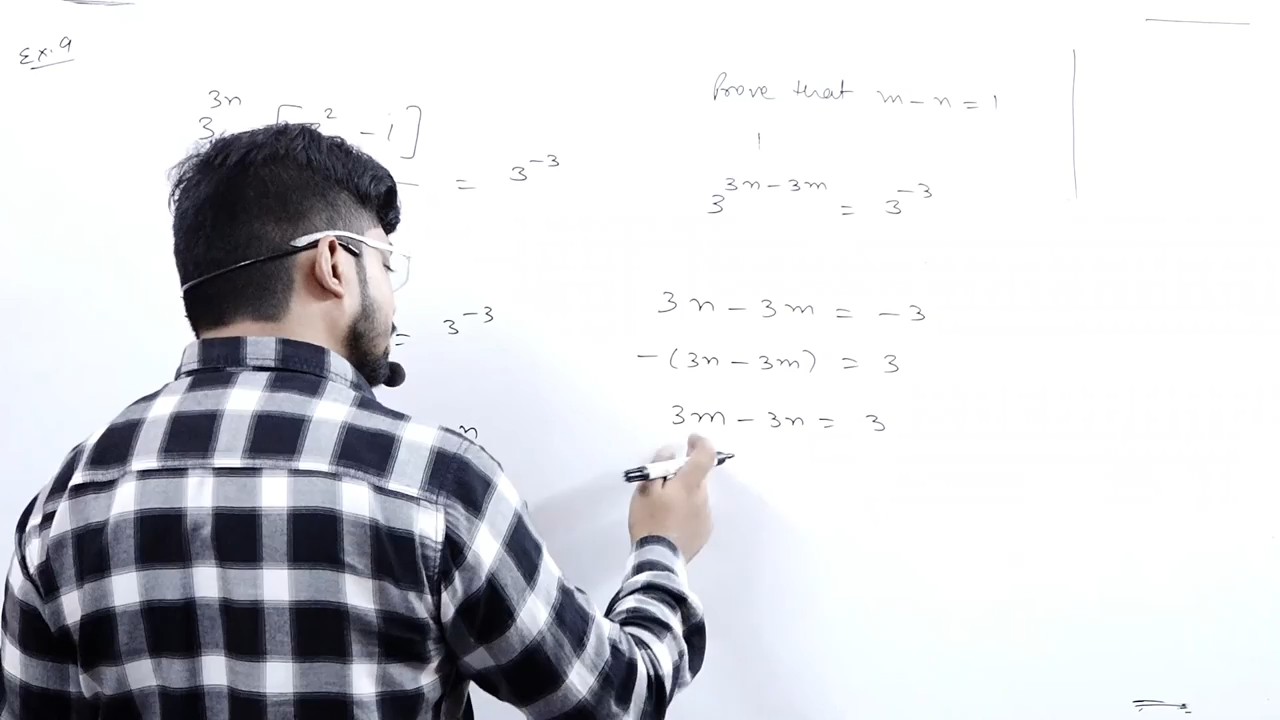 Ex.9
3^{3n} [ ^2 - 1]
= 3^{-3}
= 3^{-3}
n
Prove that m - n = 1
3^{3n - 3m} = 3^{-3}
3n - 3m = -3
-(3n - 3m) = 3
3m - 3n = 3